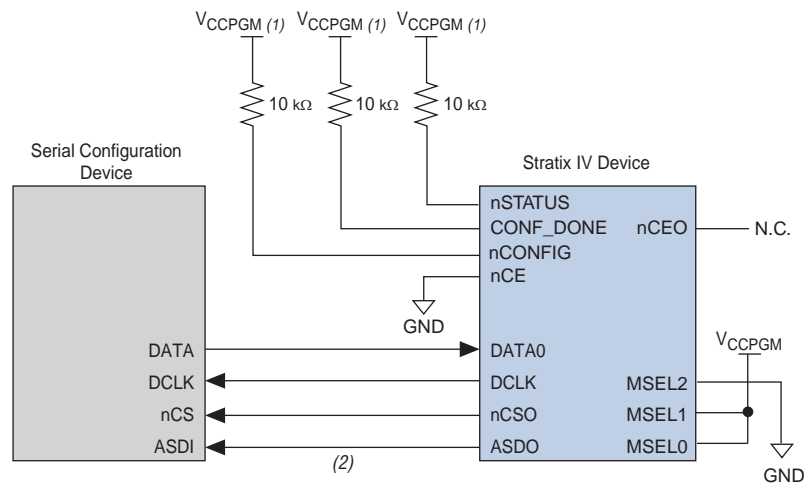 VCCPGM (1) VCCPGM (1) VCCPGM (1)
10 kΩ 10 kΩ 10 kΩ
Serial Configuration
Device
Stratix IV Device
nSTATUS
CONF_DONE nCEO N.C.
nCONFIG
nCE
GND
VCCPGM
DATA DATA0
DCLK DCLK MSEL2
nCS nCSO MSEL1
ASDI ASDO MSEL0
(2)
GND